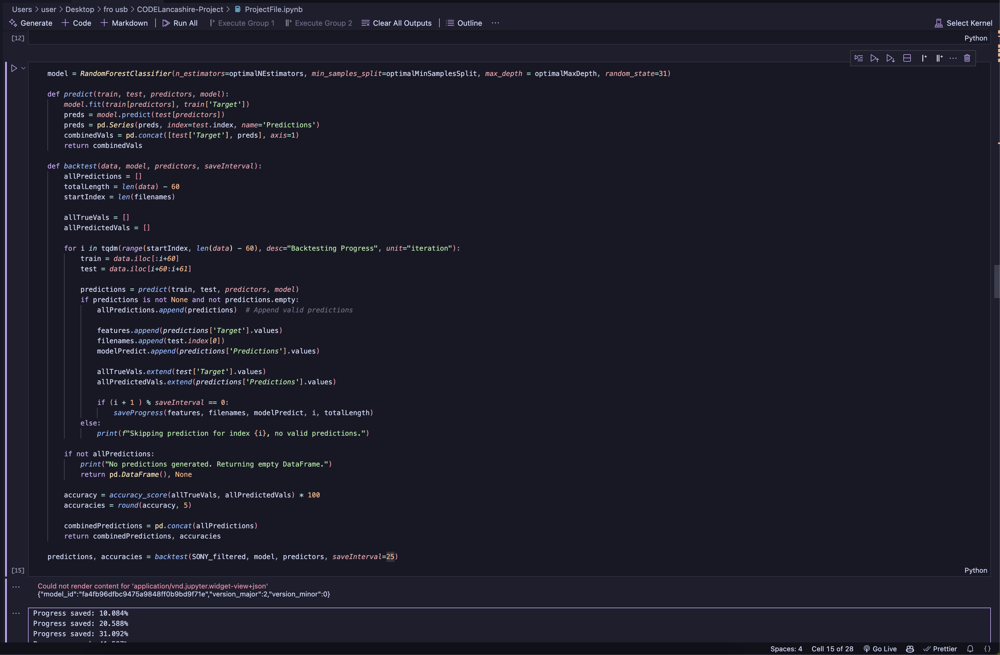 Users > user > Desktop > fro usb > CODELancashire-Project > ProjectFile.ipynb
Generate + Code + Markdown | Run All Execute Group 1 Execute Group 2 Clear All Outputs | Outline ··· Select Kernel
[12] Python
model = RandomForestClassifier(n_estimators=optimalNEstimators, min_samples_split=optimalMinSamplesSplit, max_depth = optimalMaxDepth, random_state=31)
def predict(train, test, predictors, model):
    model.fit(train[predictors], train['Target'])
    preds = model.predict(test[predictors])
    preds = pd.Series(preds, index=test.index, name='Predictions')
    combinedVals = pd.concat([test['Target'], preds], axis=1)
    return combinedVals
def backtest(data, model, predictors, saveInterval):
    allPredictions = []
    totalLength = len(data) - 60
    startIndex = len(filenames)
    allTrueVals = []
    allPredictedVals = []
    for i in tqdm(range(startIndex, len(data) - 60), desc="Backtesting Progress", unit="iteration"):
        train = data.iloc[:i+60]
        test = data.iloc[i+60:i+61]
        predictions = predict(train, test, predictors, model)
        if predictions is not None and not predictions.empty:
            allPredictions.append(predictions)  # Append valid predictions
            features.append(predictions['Target'].values)
            filenames.append(test.index[0])
            modelPredict.append(predictions['Predictions'].values)
            allTrueVals.extend(test['Target'].values)
            allPredictedVals.extend(predictions['Predictions'].values)
            if (i + 1 ) % saveInterval == 0:
                saveProgress(features, filenames, modelPredict, i, totalLength)
        else:
            print(f"Skipping prediction for index {i}, no valid predictions.")
    if not allPredictions:
        print("No predictions generated. Returning empty DataFrame.")
        return pd.DataFrame(), None
    accuracy = accuracy_score(allTrueVals, allPredictedVals) * 100
    accuracies = round(accuracy, 5)
    combinedPredictions = pd.concat(allPredictions)
    return combinedPredictions, accuracies
predictions, accuracies = backtest(SONY_filtered, model, predictors, saveInterval=25)
[15] Python
··· Could not render content for 'application/vnd.jupyter.widget-view+json'
{"model_id":"fa4fb96dfbc9475a9848ff0b9bd9f71e","version_major":2,"version_minor":0}
··· Progress saved: 10.084%
Progress saved: 20.588%
Progress saved: 31.092%
Spaces: 4 Cell 15 of 28 Go Live Prettier {}